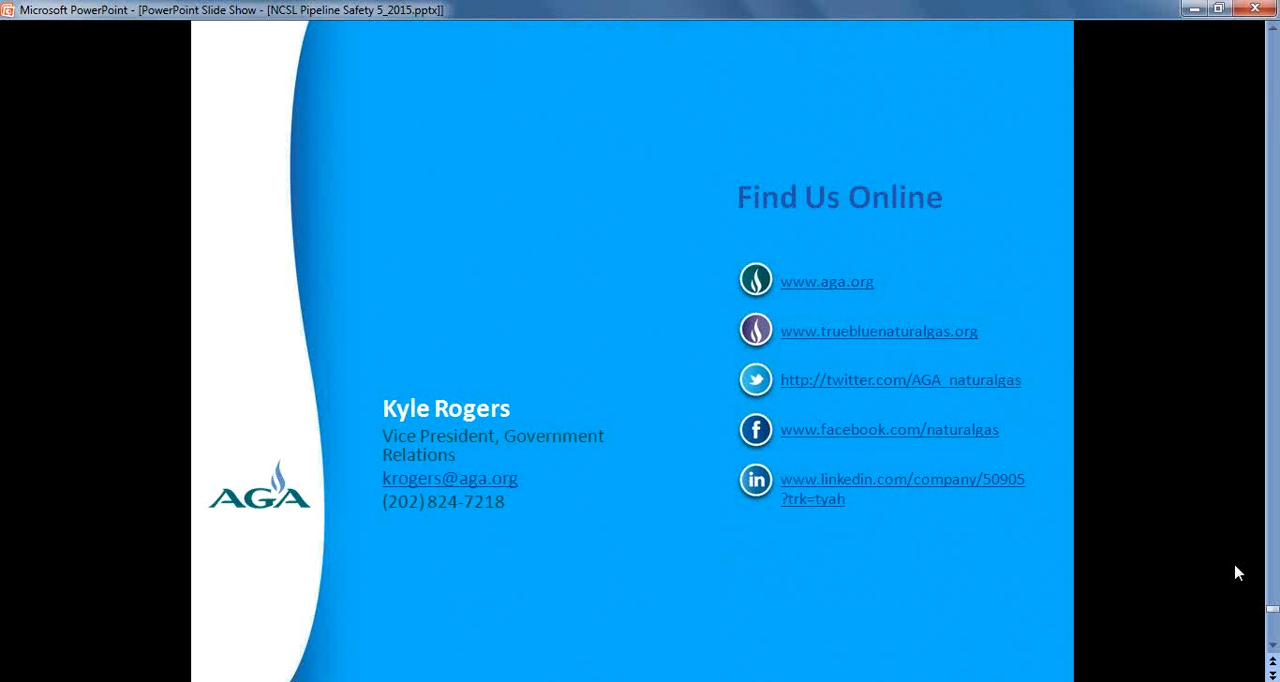 Microsoft PowerPoint - [PowerPoint Slide Show - [NCSL Pipeline Safety 5_2015.pptx]]
Find Us Online
www.aga.org
www.truebluenaturalgas.org
http://twitter.com/AGA_naturalgas
www.facebook.com/naturalgas
www.linkedin.com/company/50905
?trk=tyah
Kyle Rogers
Vice President, Government
Relations
krogers@aga.org
(202) 824-7218
AGA